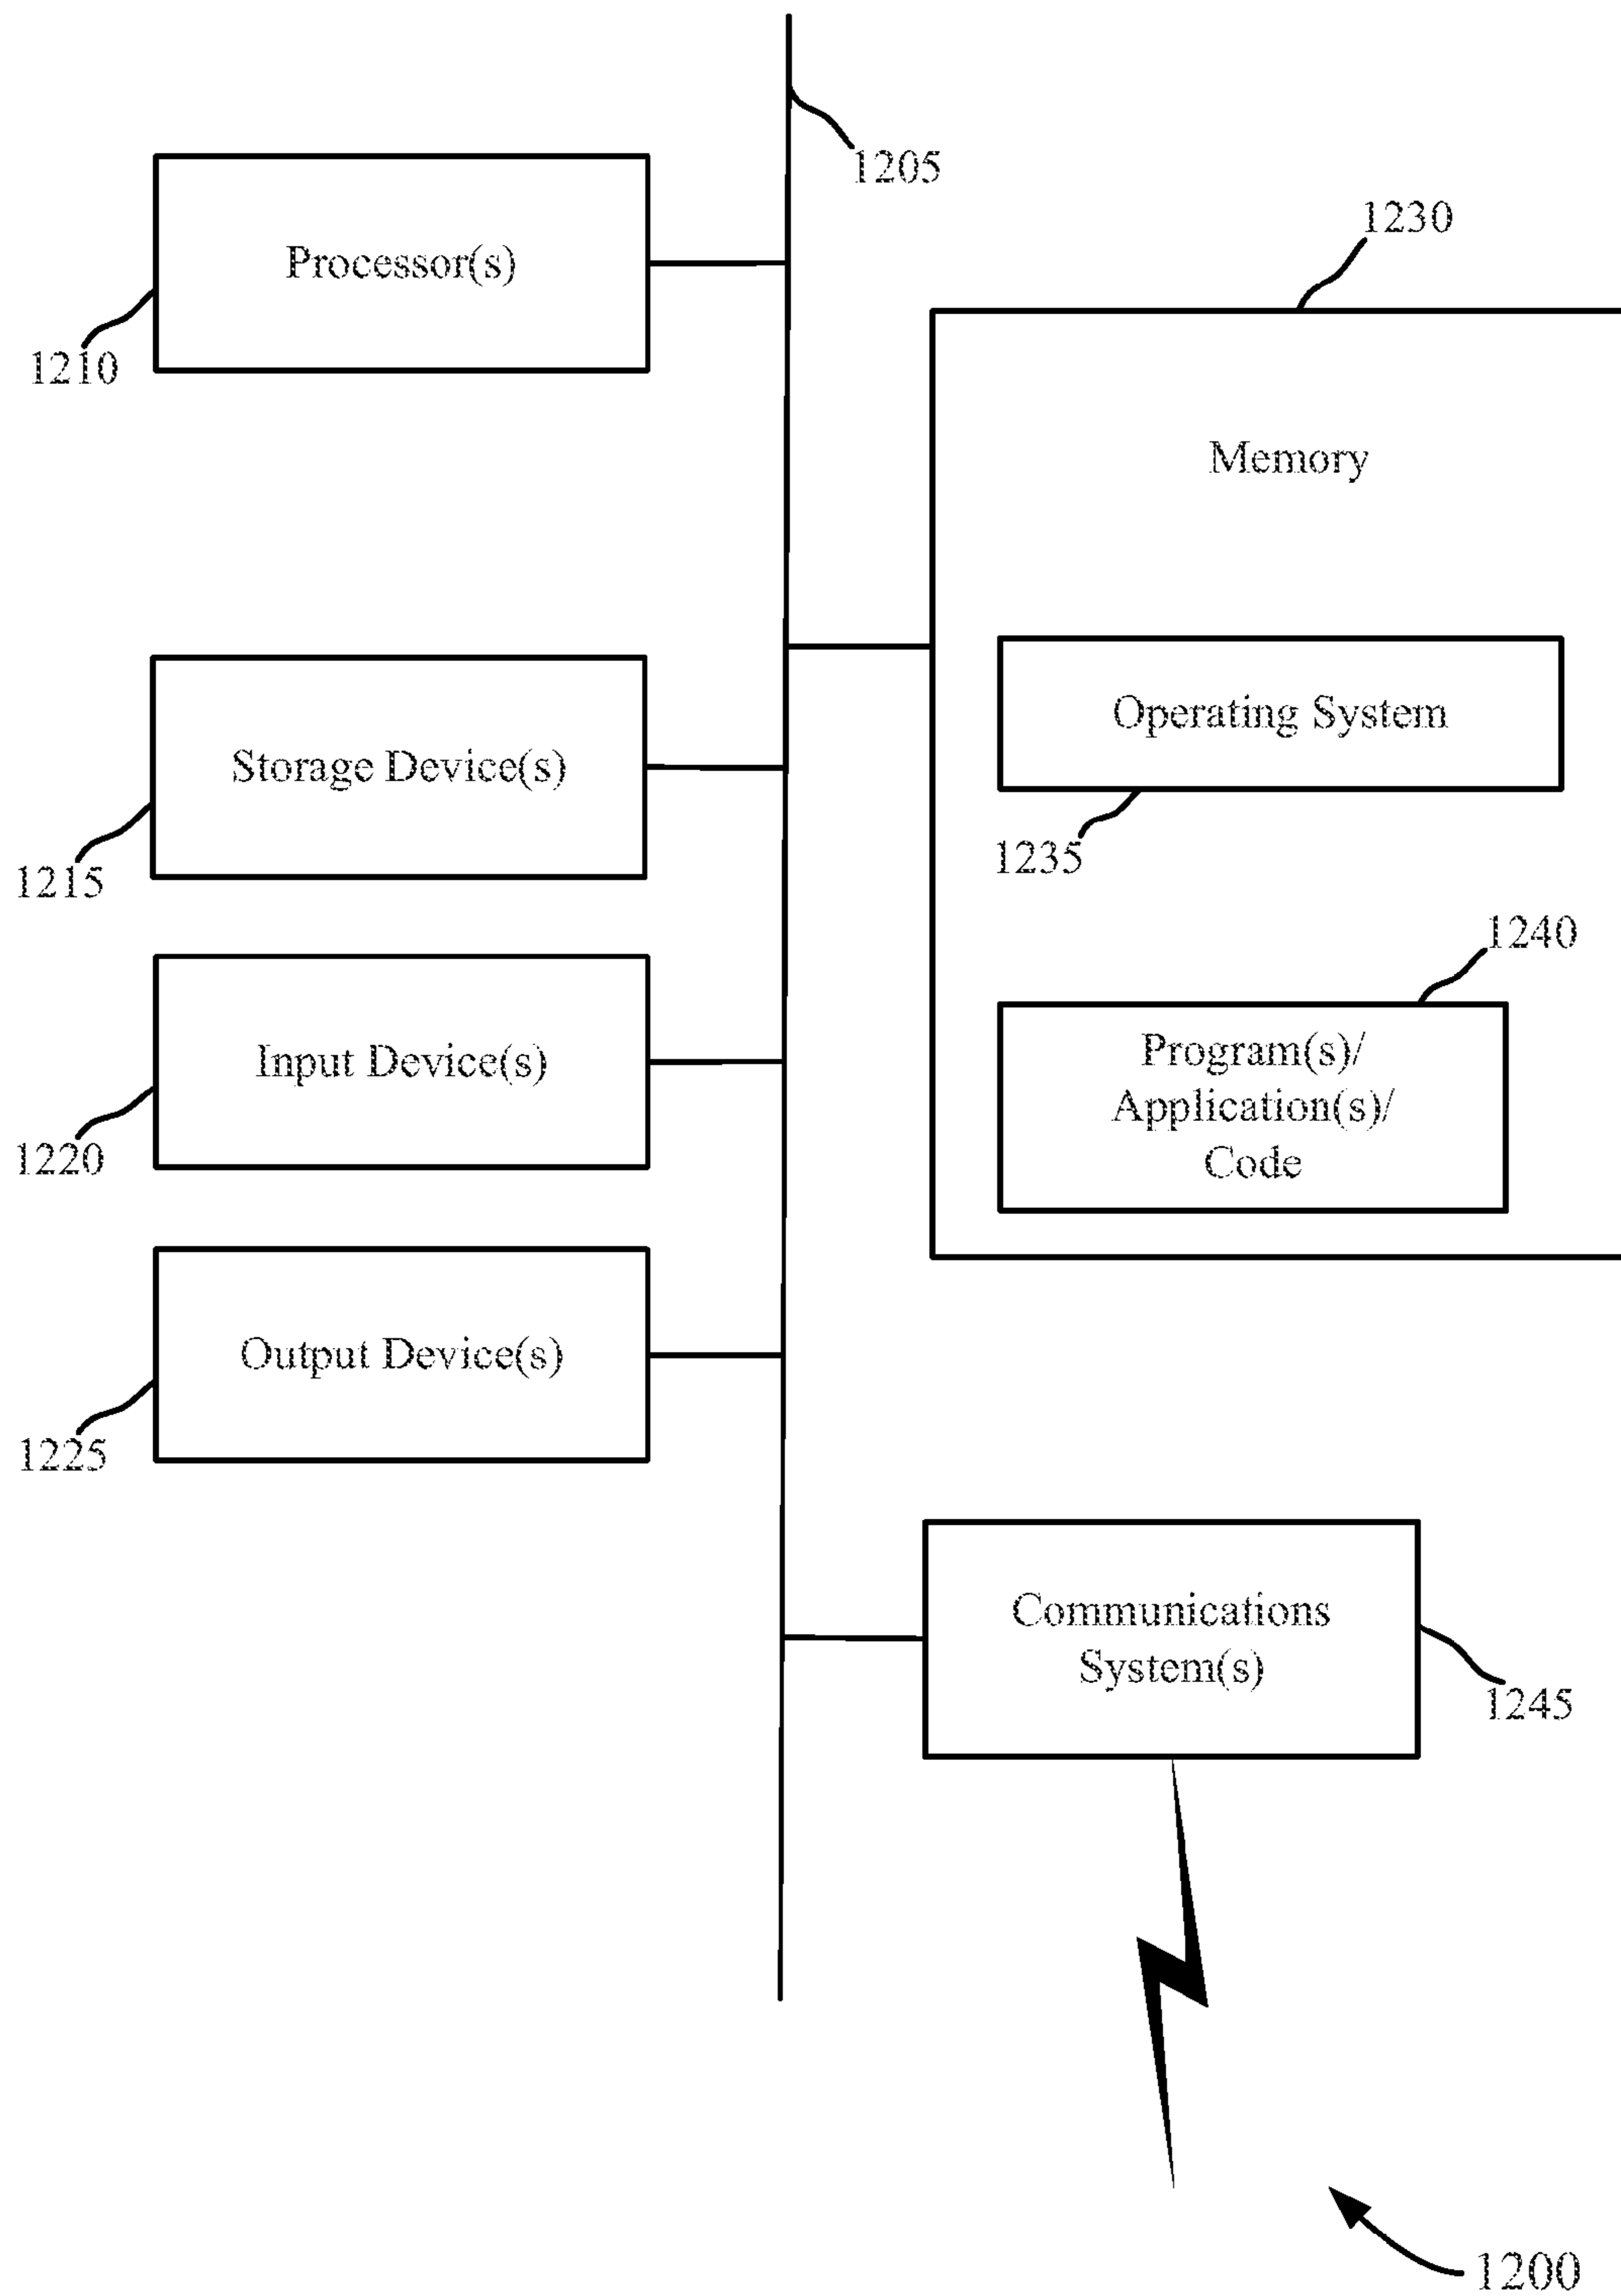 1205
Processor(s)
1210
1230
Memory
Storage Device(s)
1215
Operating System
1235
Input Device(s)
1220
1240
Program(s)/
Application(s)/
Code
Output Device(s)
1225
Communications
System(s)
1245
1200